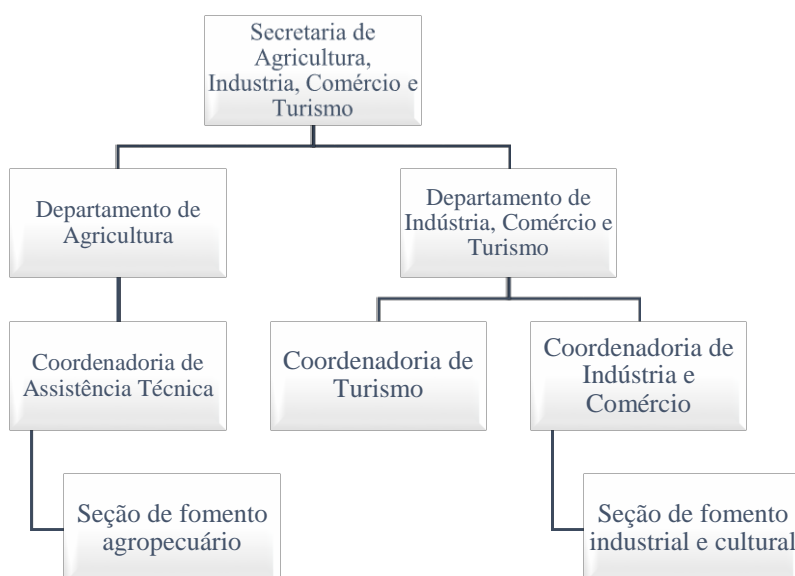 Secretaria de
Agricultura,
Industria, Comércio e
Turismo
Departamento de
Agricultura
Departamento de
Indústria, Comércio e
Turismo
Coordenadoria de
Assistência Técnica
Coordenadoria de
Turismo
Coordenadoria de
Indústria e
Comércio
Seção de fomento
agropecuário
Seção de fomento
industrial e cultural